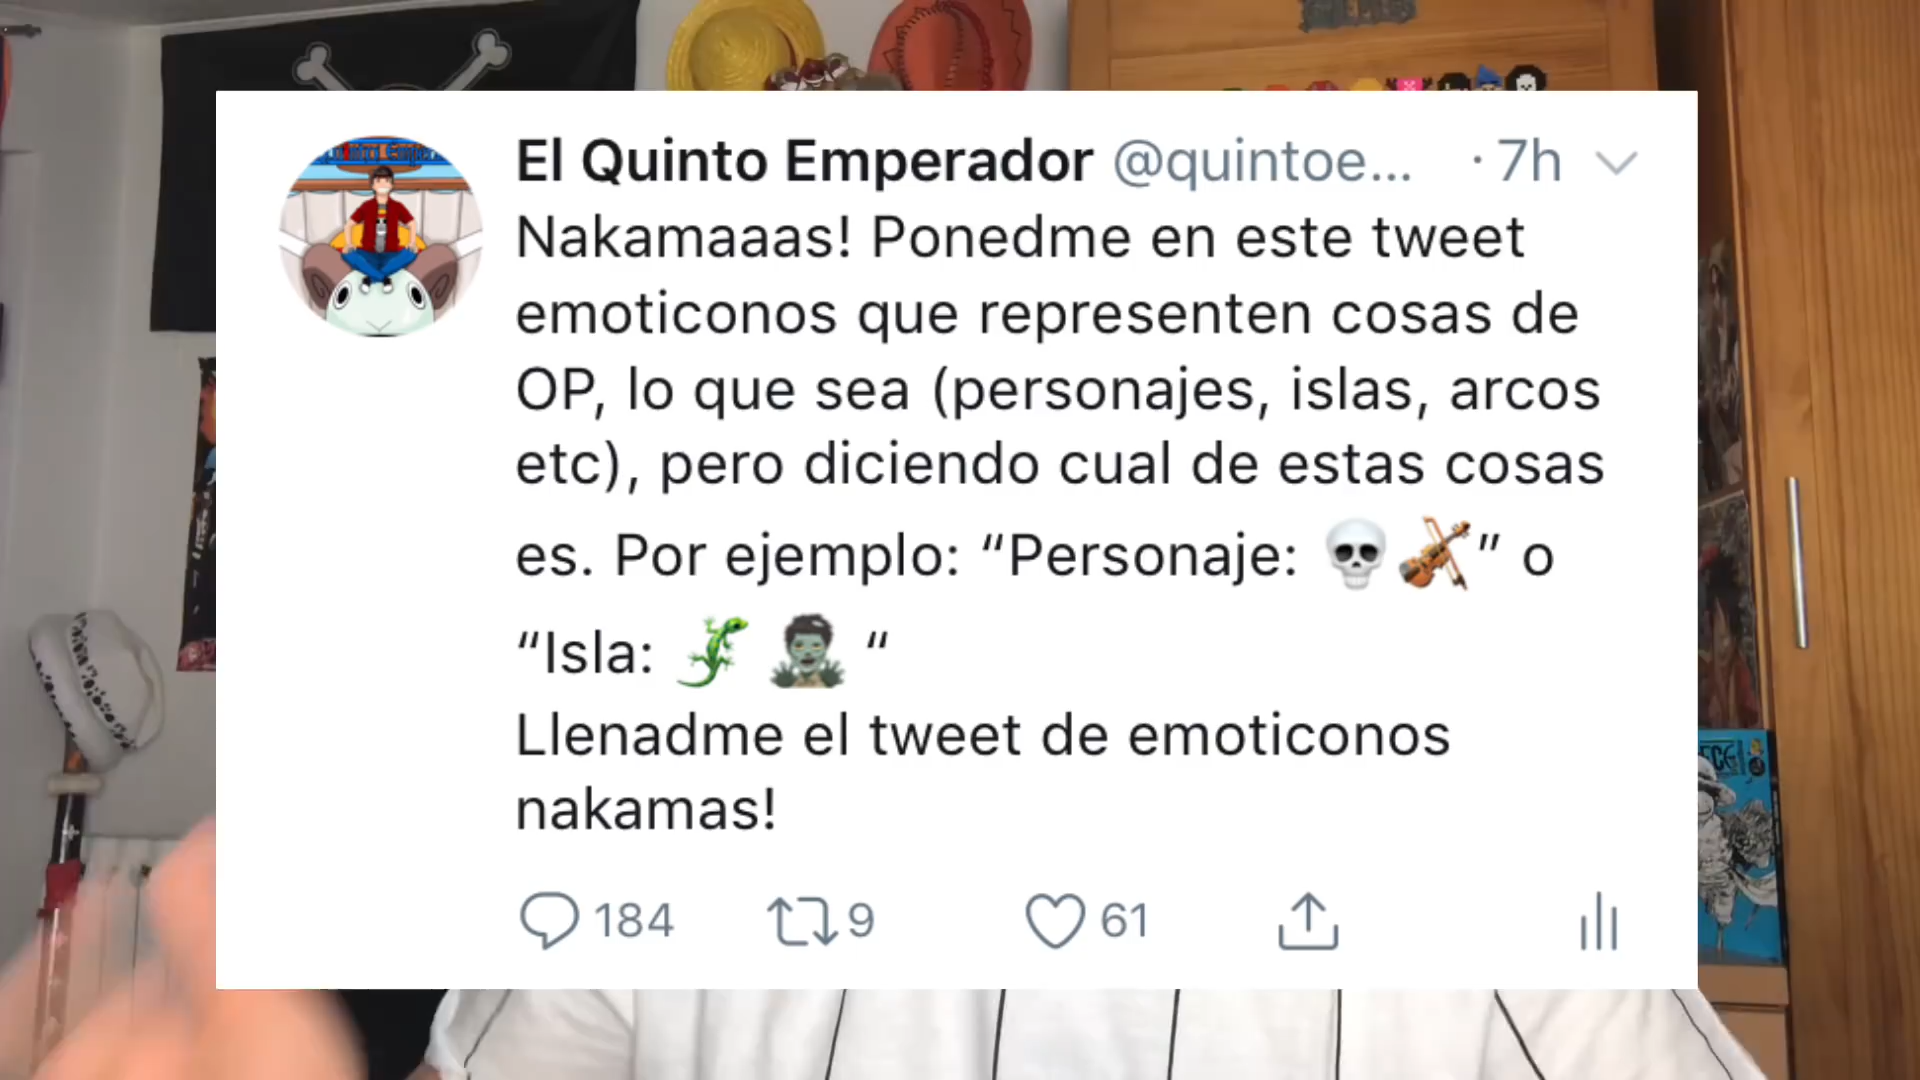 El Quinto Emperador @quintoe... · 7h
Nakamaaas! Ponedme en este tweet
emoticonos que representen cosas de
OP, lo que sea (personajes, islas, arcos
etc), pero diciendo cual de estas cosas
es. Por ejemplo: “Personaje: 💀🎻” o
“Isla: 🦎🧟‍♂️ “
Llenadme el tweet de emoticonos
nakamas!
184 9 61